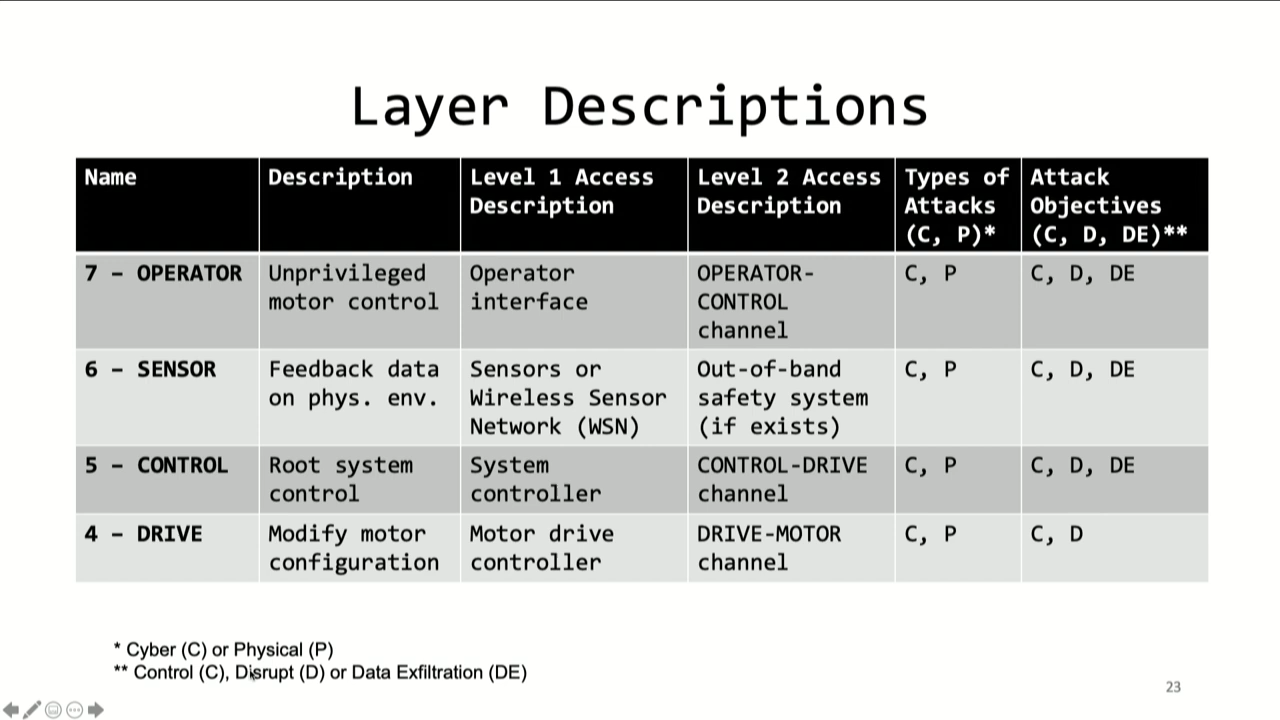 Layer Descriptions
Name
Description
Level 1 Access
Description
Level 2 Access
Description
Types of
Attacks
(C, P)*
Attack
Objectives
(C, D, DE)**
7 – OPERATOR
Unprivileged
motor control
Operator
interface
OPERATOR-
CONTROL
channel
C, P
C, D, DE
6 – SENSOR
Feedback data
on phys. env.
Sensors or
Wireless Sensor
Network (WSN)
Out-of-band
safety system
(if exists)
C, P
C, D, DE
5 – CONTROL
Root system
control
System
controller
CONTROL-DRIVE
channel
C, P
C, D, DE
4 – DRIVE
Modify motor
configuration
Motor drive
controller
DRIVE-MOTOR
channel
C, P
C, D
* Cyber (C) or Physical (P)
** Control (C), Disrupt (D) or Data Exfiltration (DE)
23